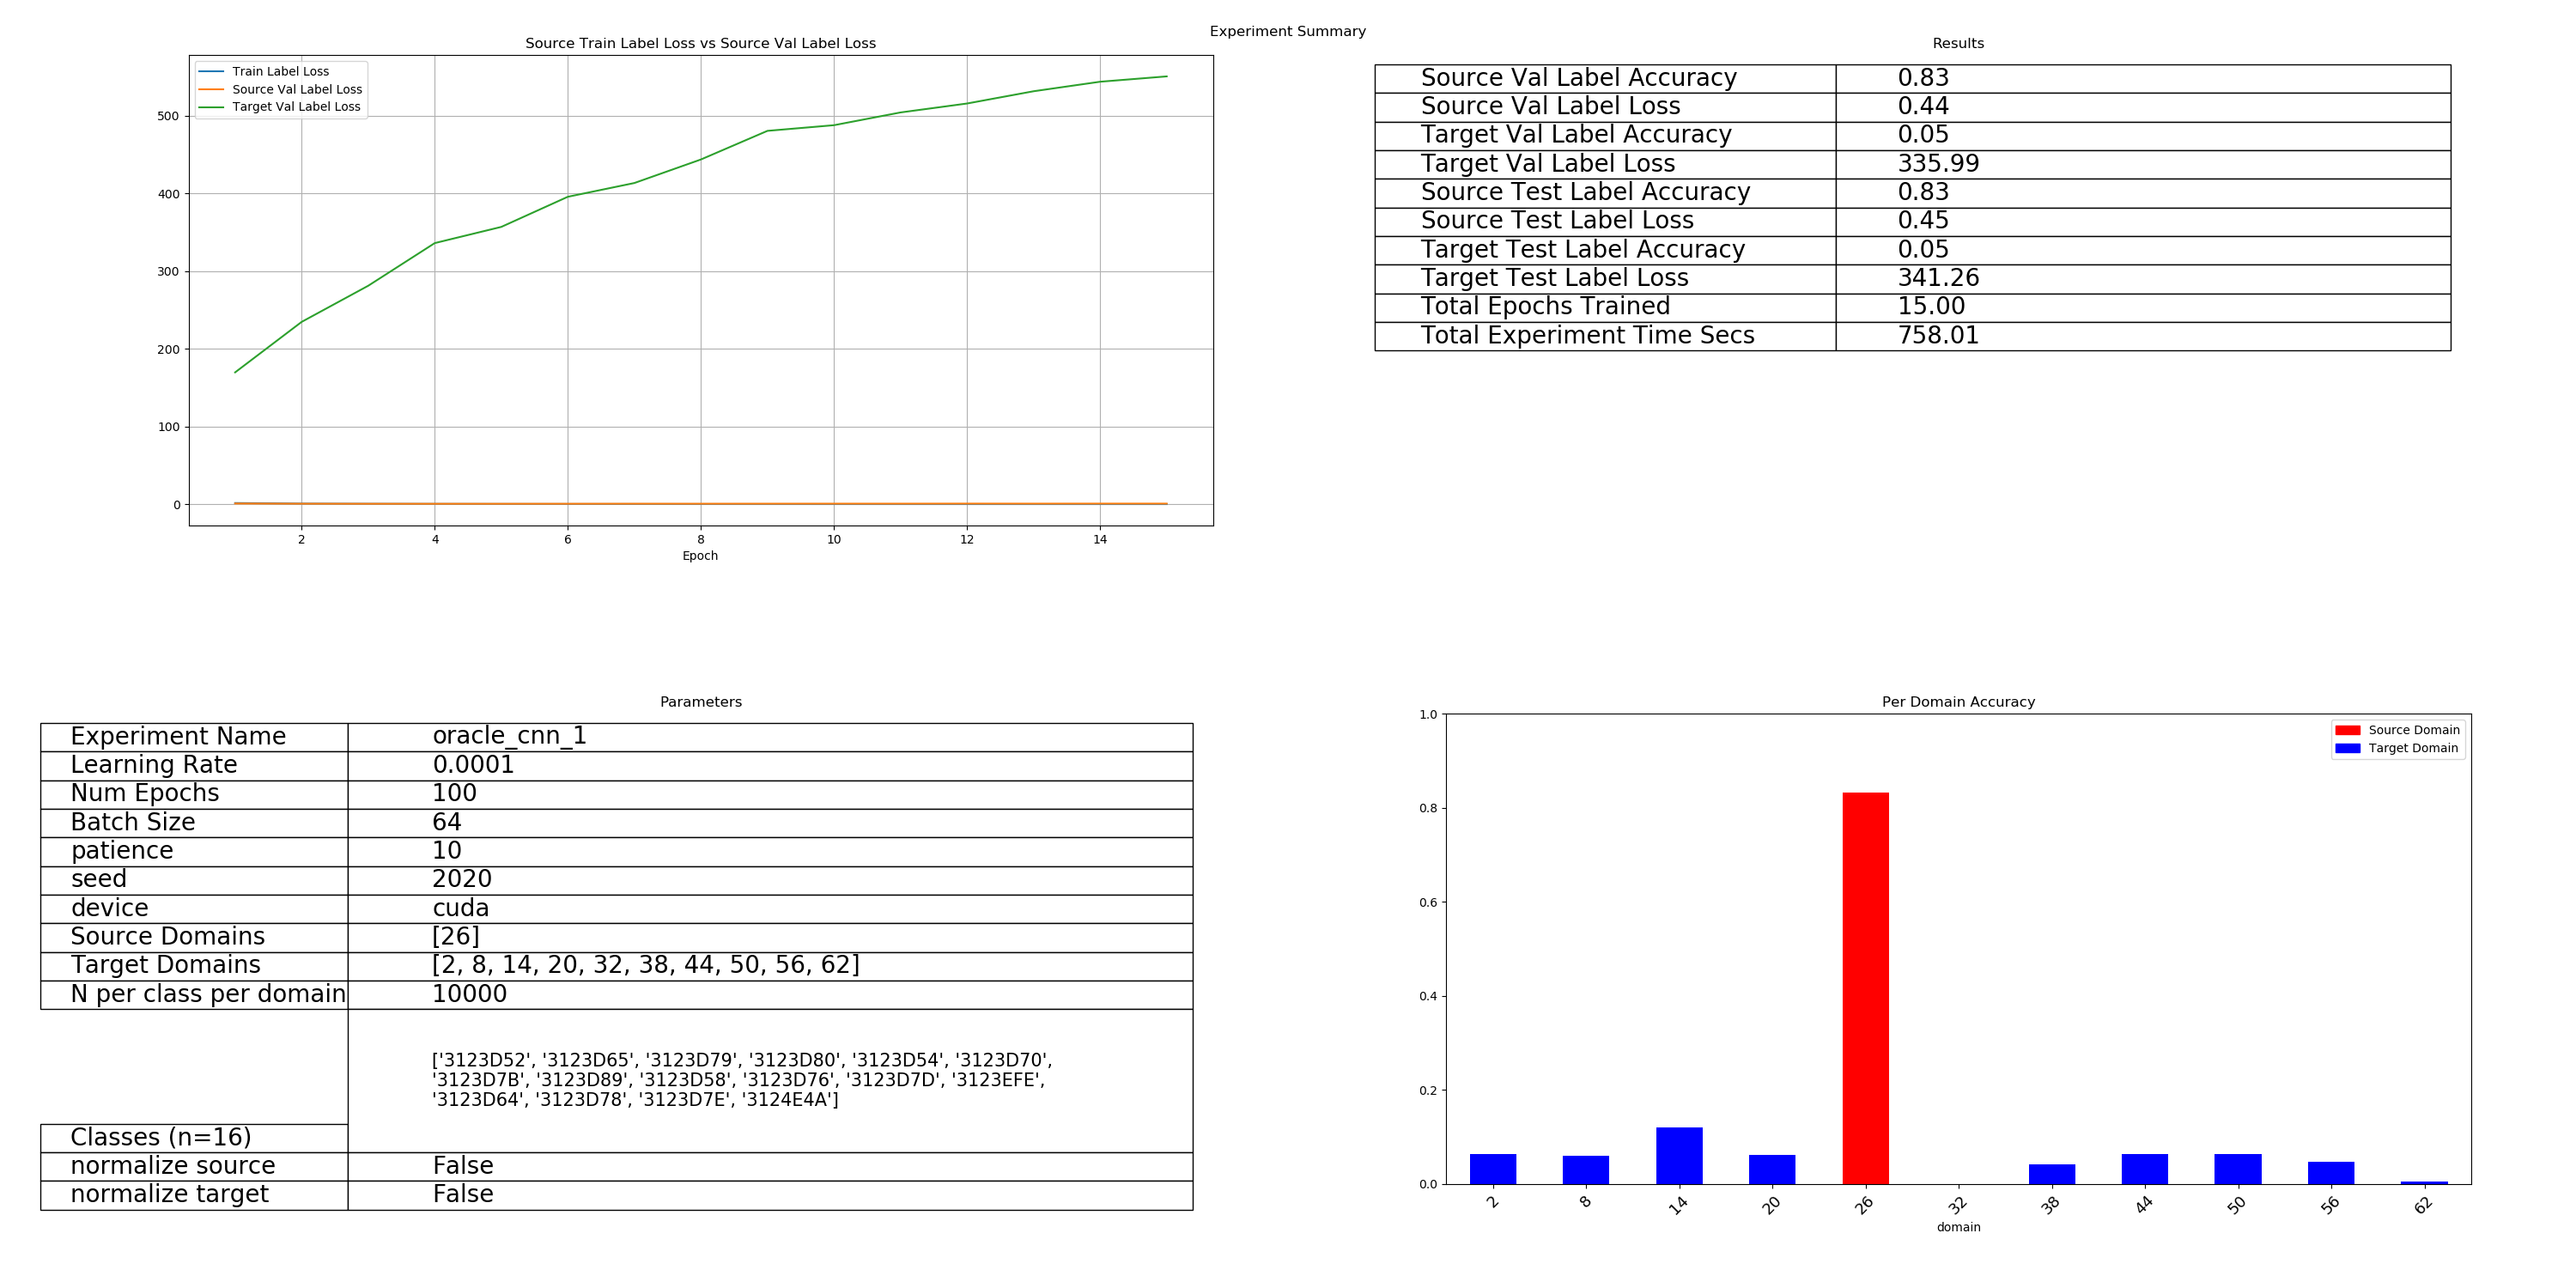 Experiment Summary
Source Train Label Loss vs Source Val Label Loss
Train Label Loss
Source Val Label Loss
Target Val Label Loss
500
400
300
200
100
0
2 4 6 8 10 12 14
Epoch
Results
Source Val Label Accuracy 0.83
Source Val Label Loss 0.44
Target Val Label Accuracy 0.05
Target Val Label Loss 335.99
Source Test Label Accuracy 0.83
Source Test Label Loss 0.45
Target Test Label Accuracy 0.05
Target Test Label Loss 341.26
Total Epochs Trained 15.00
Total Experiment Time Secs 758.01
Parameters
Experiment Name oracle_cnn_1
Learning Rate 0.0001
Num Epochs 100
Batch Size 64
patience 10
seed 2020
device cuda
Source Domains [26]
Target Domains [2, 8, 14, 20, 32, 38, 44, 50, 56, 62]
N per class per domain 10000
['3123D52', '3123D65', '3123D79', '3123D80', '3123D54', '3123D70',
'3123D7B', '3123D89', '3123D58', '3123D76', '3123D7D', '3123EFE',
'3123D64', '3123D78', '3123D7E', '3124E4A']
Classes (n=16)
normalize source False
normalize target False
Per Domain Accuracy
Source Domain
Target Domain
1.0
0.8
0.6
0.4
0.2
0.0
2 8 14 20 26 32 38 44 50 56 62
domain